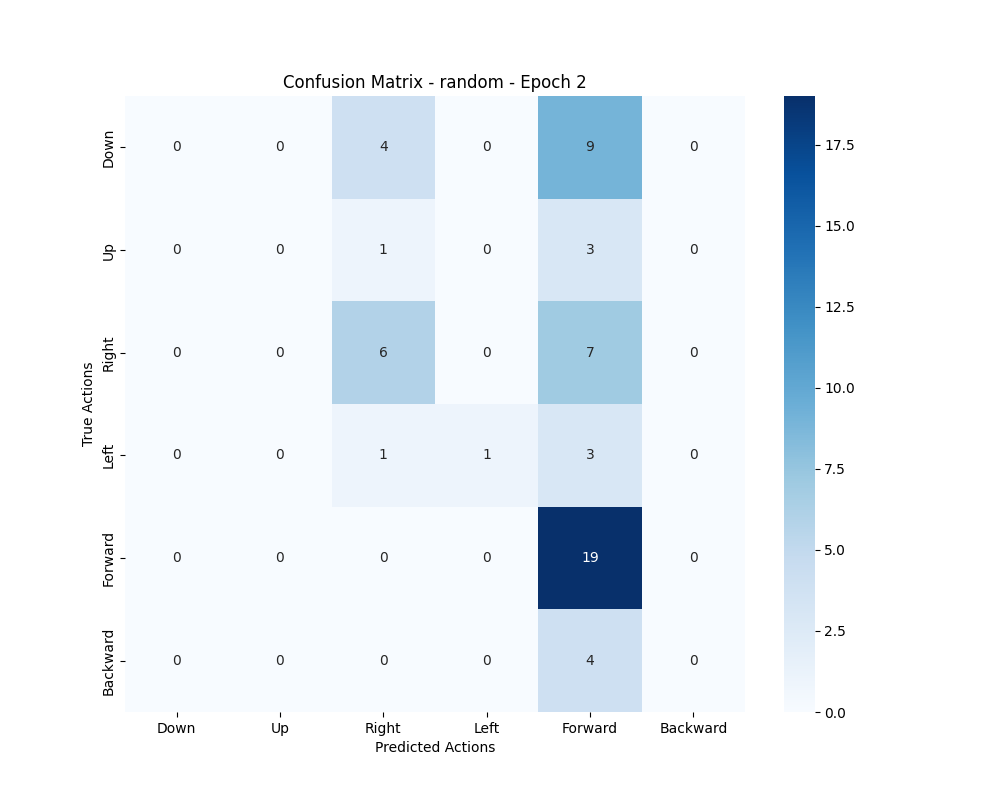 Confusion Matrix - random - Epoch 2
True Actions
Down 0 0 4 0 9 0
Up 0 0 1 0 3 0
Right 0 0 6 0 7 0
Left 0 0 1 1 3 0
Forward 0 0 0 0 19 0
Backward 0 0 0 0 4 0
Down Up Right Left Forward Backward
Predicted Actions
17.5
15.0
12.5
10.0
7.5
5.0
2.5
0.0